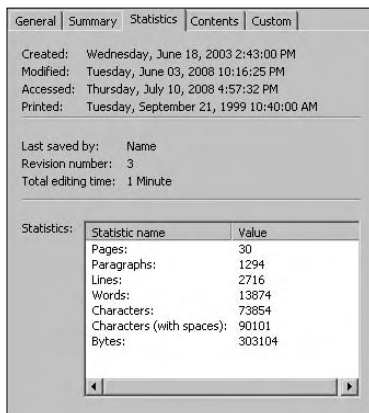 General Summary Statistics Contents Custom
Created: Wednesday, June 18, 2003 2:43:00 PM
Modified: Tuesday, June 03, 2008 10:16:25 PM
Accessed: Thursday, July 10, 2008 4:57:32 PM
Printed: Tuesday, September 21, 1999 10:40:00 AM
Last saved by: Name
Revision number: 3
Total editing time: 1 Minute
Statistics: Statistic name Value
Pages: 30
Paragraphs: 1294
Lines: 2716
Words: 13874
Characters: 73854
Characters (with spaces): 90101
Bytes: 303104